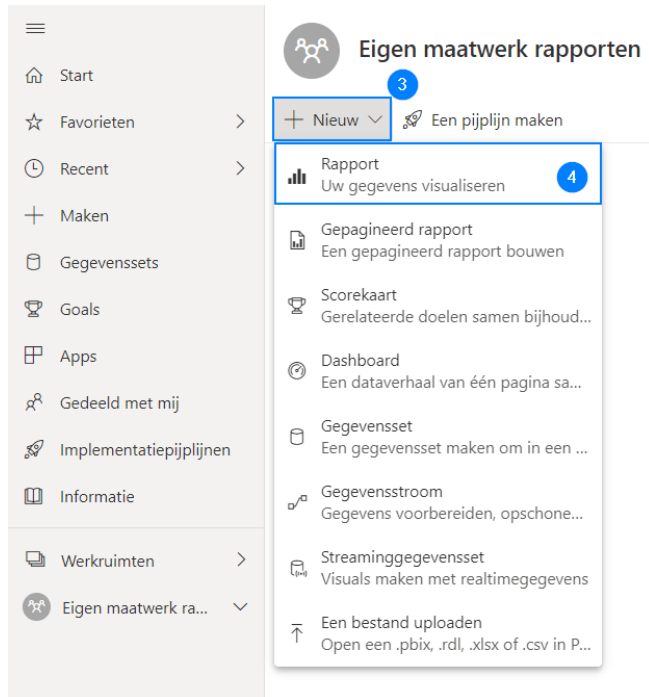 Start
Favorieten
Recent
Maken
Gegevenssets
Goals
Apps
Gedeeld met mij
Implementatiepijplijnen
Informatie
Werkruimten
Eigen maatwerk ra...
Eigen maatwerk rapporten
3
Nieuw
Een pijplijn maken
Rapport
Uw gegevens visualiseren
4
Gepagineerd rapport
Een gepagineerd rapport bouwen
Scorekaart
Gerelateerde doelen samen bijhoud...
Dashboard
Een dataverhaal van één pagina sa...
Gegevensset
Een gegevensset maken om in een ...
Gegevensstroom
Gegevens voorbereiden, opschone...
Streaminggegevensset
Visuals maken met realtimegegevens
Een bestand uploaden
Open een .pbix, .rdl, .xlsx of .csv in P...